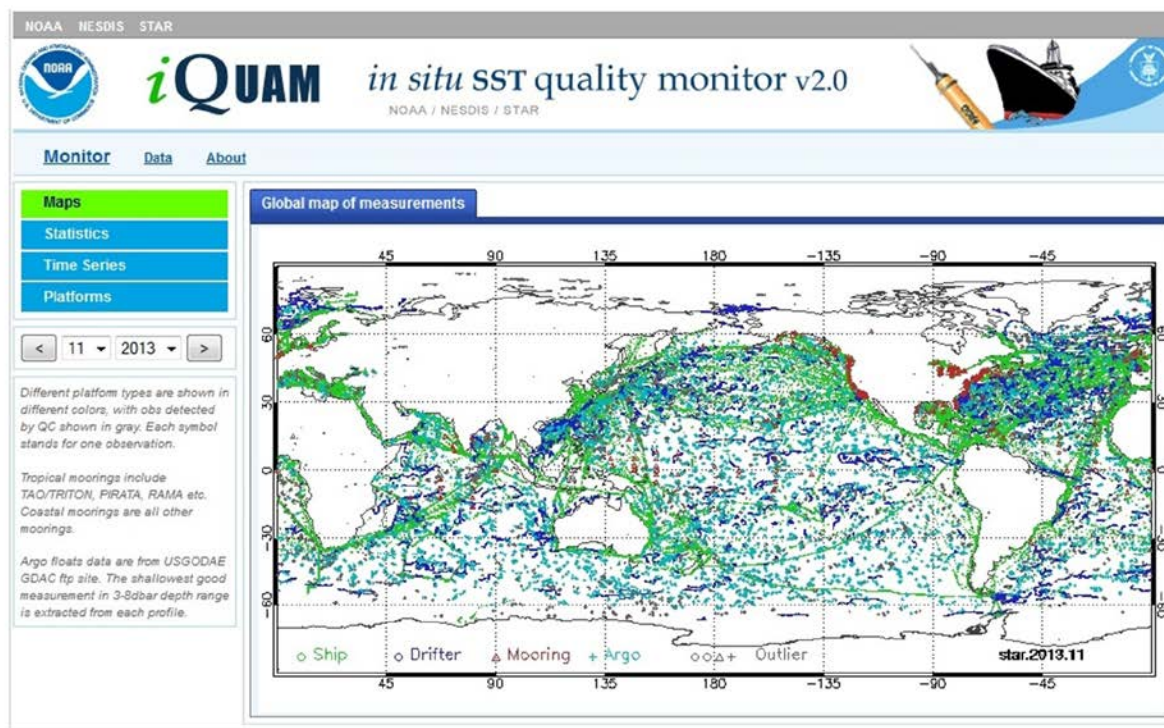 NOAA NESDIS STAR
NOAA
iQUAM
in situ SST quality monitor v2.0
NOAA / NESDIS / STAR
Monitor Data About
Maps
Statistics
Time Series
Platforms
< 11 2013 >
Different platform types are shown in
different colors, with obs detected
by QC shown in gray. Each symbol
stands for one observation.
Tropical moorings include
TAO/TRITON, PIRATA, RAMA etc.
Coastal moorings are all other
moorings.
Argo floats data are from USGODAE
GDAC ftp site. The shallowest good
measurement in 3-8dbar depth range
is extracted from each profile.
Global map of measurements
45 90 135 180 -135 -90 -45
60 60
30 30
0 0
-30 -30
-60 -60
Ship Drifter Mooring + Argo + Outlier star.2013.11
45 90 135 180 -135 -90 -45